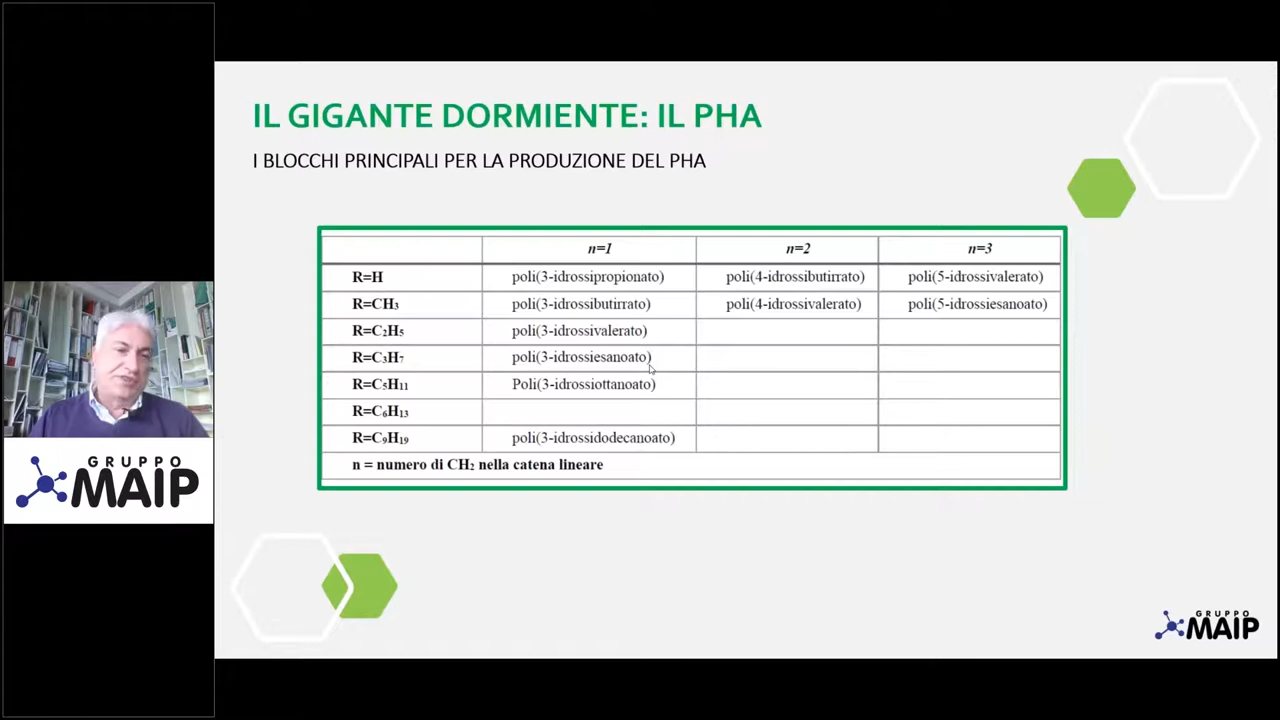 IL GIGANTE DORMIENTE: IL PHA
I BLOCCHI PRINCIPALI PER LA PRODUZIONE DEL PHA
n=1 n=2 n=3
R=H poli(3-idrossipropionato) poli(4-idrossibutirrato) poli(5-idrossivalerato)
R=CH₃ poli(3-idrossibutirrato) poli(4-idrossivalerato) poli(5-idrossiesanoato)
R=C₂H₅ poli(3-idrossivalerato)
R=C₃H₇ poli(3-idrossiesanoato)
R=C₅H₁₁ Poli(3-idrossiottanoato)
R=C₆H₁₃
R=C₉H₁₉ poli(3-idrossidodecanoato)
n = numero di CH₂ nella catena lineare
GRUPPO
MAIP
GRUPPO
MAIP